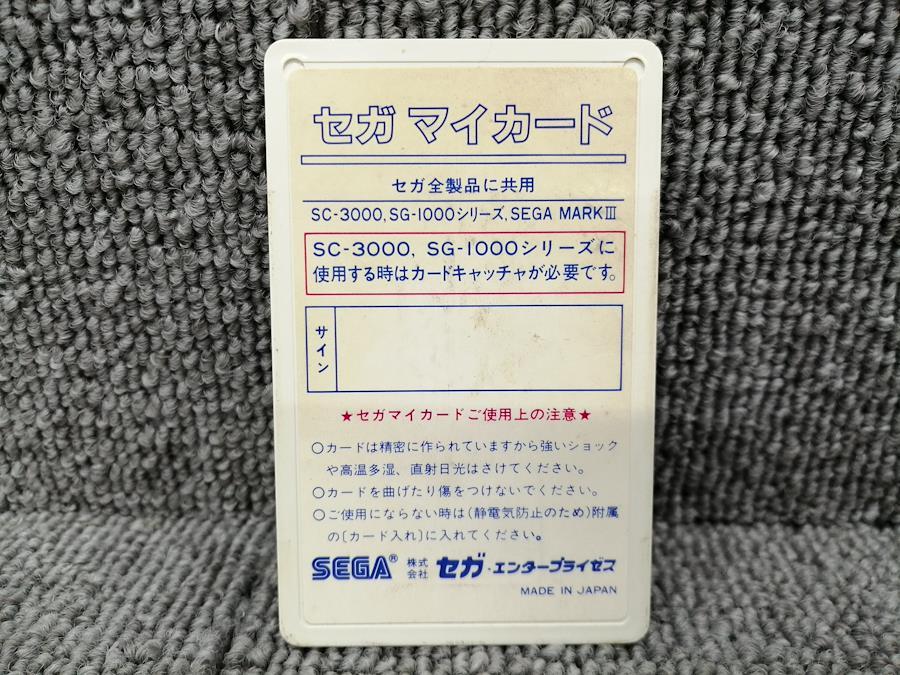 セガ マイカード
セガ全製品に共用
SC-3000, SG-1000シリーズ, SEGA MARKⅢ
SC-3000, SG-1000シリーズに
使用する時はカードキャッチャが必要です。
サイン
★セガマイカードご使用上の注意★
○カードは精密に作られていますから強いショック
や高温多湿、直射日光はさけてください。
○カードを曲げたり傷をつけないでください。
○ご使用にならない時は(静電気防止のため)附属
の〔カード入れ〕に入れてください。
SEGA® 株式会社 セガ・エンタープライゼス
MADE IN JAPAN